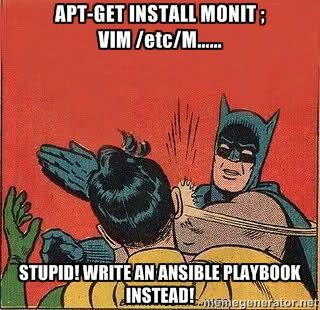 APT-GET INSTALL MONIT ;
VIM /etc/M......
STUPID! WRITE AN ANSIBLE PLAYBOOK
INSTEAD!
memegenerator.net